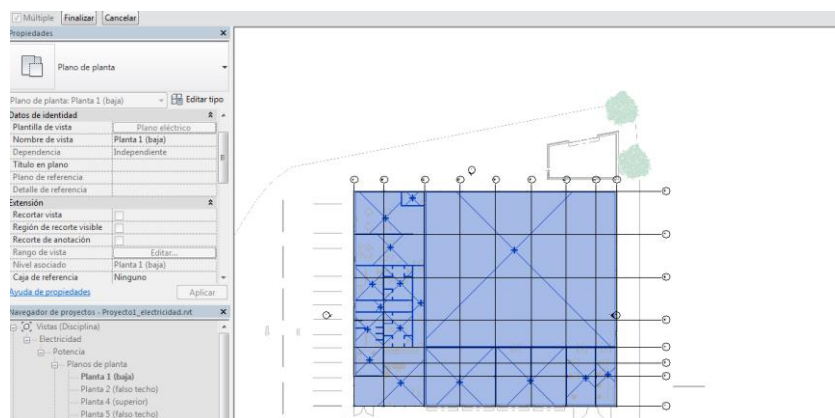 Múltiple Finalizar Cancelar
Propiedades
Plano de planta
Plano de planta: Planta 1 (baja) Editar tipo
Datos de identidad
Plantilla de vista Plano eléctrico
Nombre de vista Planta 1 (baja)
Dependencia Independiente
Título en plano
Plano de referencia
Detalle de referencia
Extensión
Recortar vista
Región de recorte visible
Recorte de anotación
Rango de vista Editar...
Nivel asociado Planta 1 (baja)
Caja de referencia Ninguno
Ayuda de propiedades Aplicar
Navegador de proyectos - Proyecto1_electricidad.rvt
Vistas (Disciplina)
Electricidad
Potencia
Planos de planta
Planta 1 (baja)
Planta 2 (falso techo)
Planta 4 (superior)
Planta 5 (falso techo)